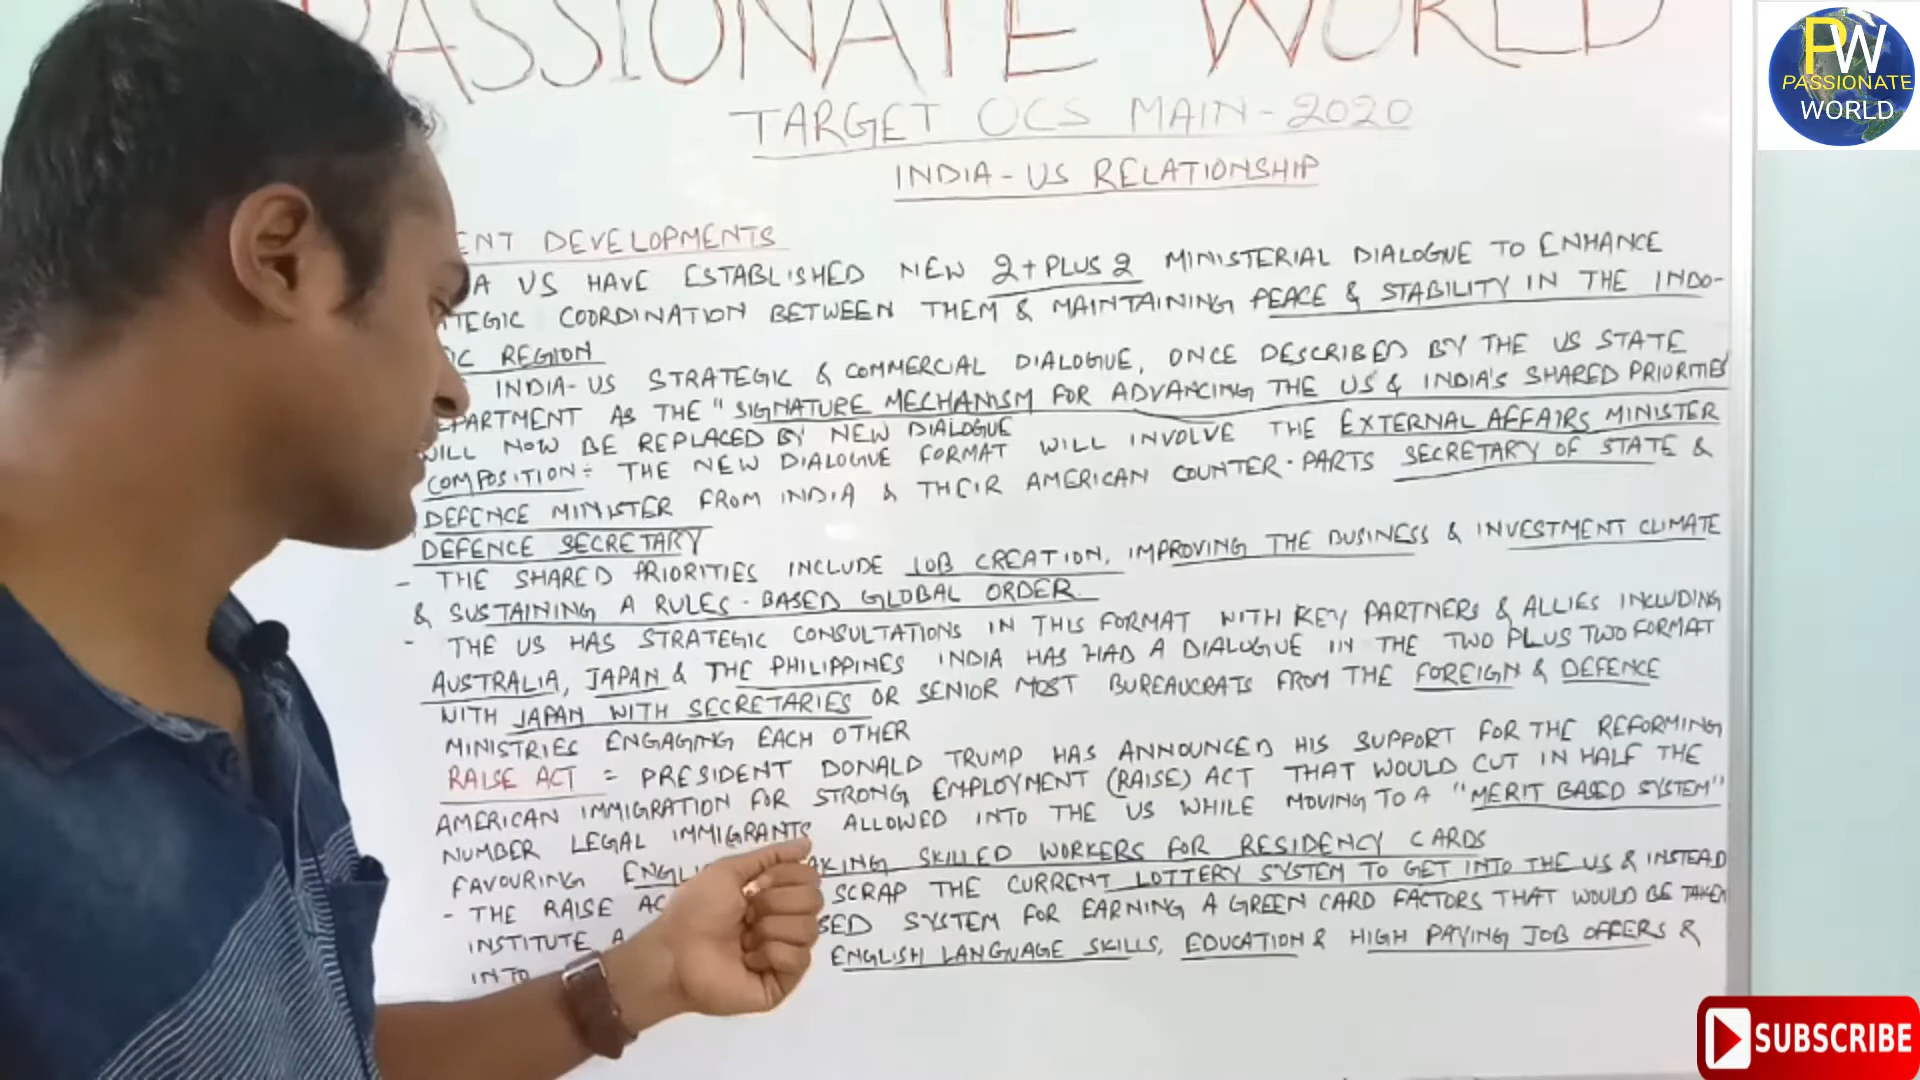 PASSIONATE WORLD
PW
PASSIONATE
WORLD
TARGET OCS MAIN-2020
INDIA-US RELATIONSHIP
ENT DEVELOPMENTS
A US HAVE ESTABLISHED NEW 2+PLUS 2 MINISTERIAL DIALOGUE TO ENHANCE
TEGIC COORDINATION BETWEEN THEM & MAINTAINING PEACE & STABILITY IN THE INDO-
IC REGION
INDIA-US STRATEGIC & COMMERCIAL DIALOGUE, ONCE DESCRIBED BY THE US STATE
EPARTMENT AS THE "SIGNATURE MECHANISM FOR ADVANCING THE US & INDIA'S SHARED PRIORITIES
WILL NOW BE REPLACED BY NEW DIALOGUE
COMPOSITION:- THE NEW DIALOGUE FORMAT WILL INVOLVE THE EXTERNAL AFFAIRS MINISTER
DEFENCE MINISTER FROM INDIA & THEIR AMERICAN COUNTER-PARTS SECRETARY OF STATE &
DEFENCE SECRETARY
- THE SHARED PRIORITIES INCLUDE JOB CREATION, IMPROVING THE BUSINESS & INVESTMENT CLIMATE
& SUSTAINING A RULES-BASED GLOBAL ORDER.
- THE US HAS STRATEGIC CONSULTATIONS IN THIS FORMAT WITH KEY PARTNERS & ALLIES INCLUDING
AUSTRALIA, JAPAN & THE PHILIPPINES INDIA HAS HAD A DIALOGUE IN THE TWO PLUS TWO FORMAT
WITH JAPAN WITH SECRETARIES OR SENIOR MOST BUREAUCRATS FROM THE FOREIGN & DEFENCE
MINISTRIES ENGAGING EACH OTHER
RAISE ACT = PRESIDENT DONALD TRUMP HAS ANNOUNCED HIS SUPPORT FOR THE REFORMING
AMERICAN IMMIGRATION FOR STRONG EMPLOYMENT (RAISE) ACT THAT WOULD CUT IN HALF THE
NUMBER LEGAL IMMIGRANTS ALLOWED INTO THE US WHILE MOVING TO A "MERIT BASED SYSTEM"
FAVOURING ENGLI AKING SKILLED WORKERS FOR RESIDENCY CARDS
- THE RAISE AC SCRAP THE CURRENT LOTTERY SYSTEM TO GET INTO THE US & INSTEAD
INSTITUTE A SED SYSTEM FOR EARNING A GREEN CARD FACTORS THAT WOULD BE TAKEN
INTO ENGLISH LANGUAGE SKILLS, EDUCATION & HIGH PAYING JOB OFFERS &
SUBSCRIBE